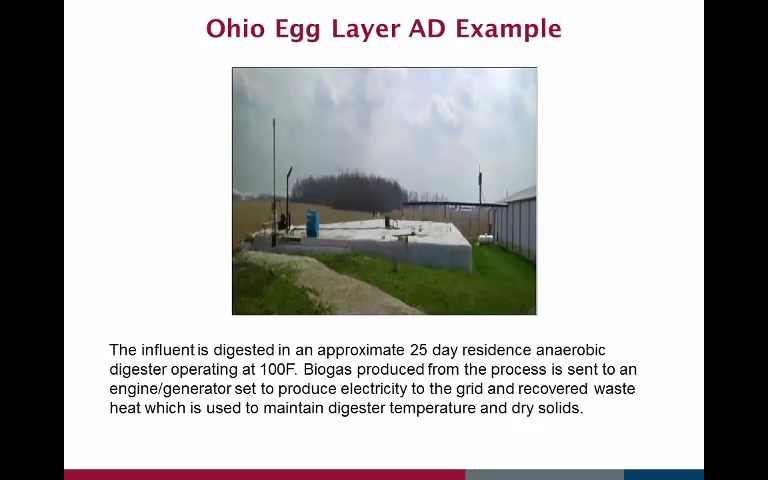 Ohio Egg Layer AD Example
The influent is digested in an approximate 25 day residence anaerobic
digester operating at 100F. Biogas produced from the process is sent to an
engine/generator set to produce electricity to the grid and recovered waste
heat which is used to maintain digester temperature and dry solids.